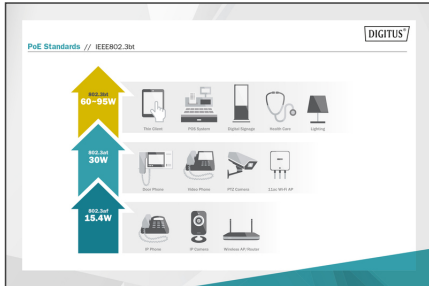 DIGITUS®
PoE Standards // IEEE802.3bt
802.3bt
60~95W
Thin Client
POS System
Digital Signage
Health Care
Lighting
802.3at
30W
Door Phone
Video Phone
PTZ Camera
11ac Wi-Fi AP
802.3af
15.4W
IP Phone
IP Camera
Wireless AP/ Router